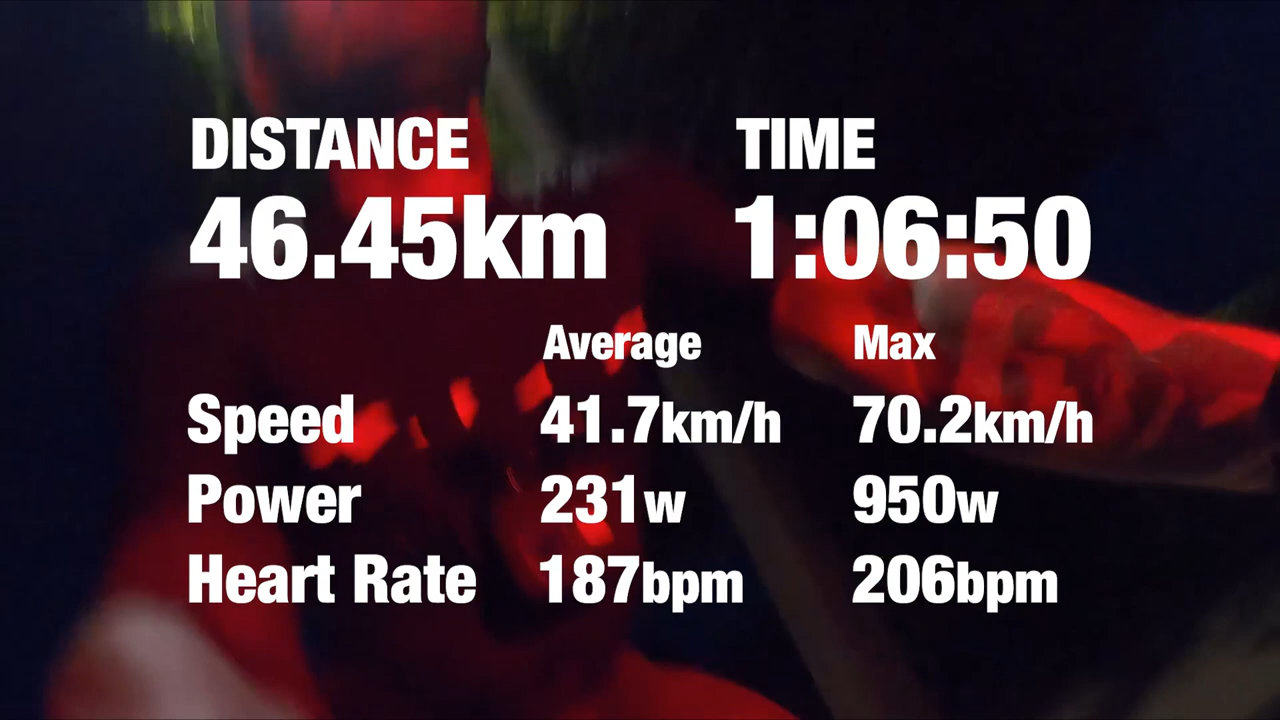 DISTANCE TIME
46.45km 1:06:50
Average Max
Speed 41.7km/h 70.2km/h
Power 231w 950w
Heart Rate 187bpm 206bpm